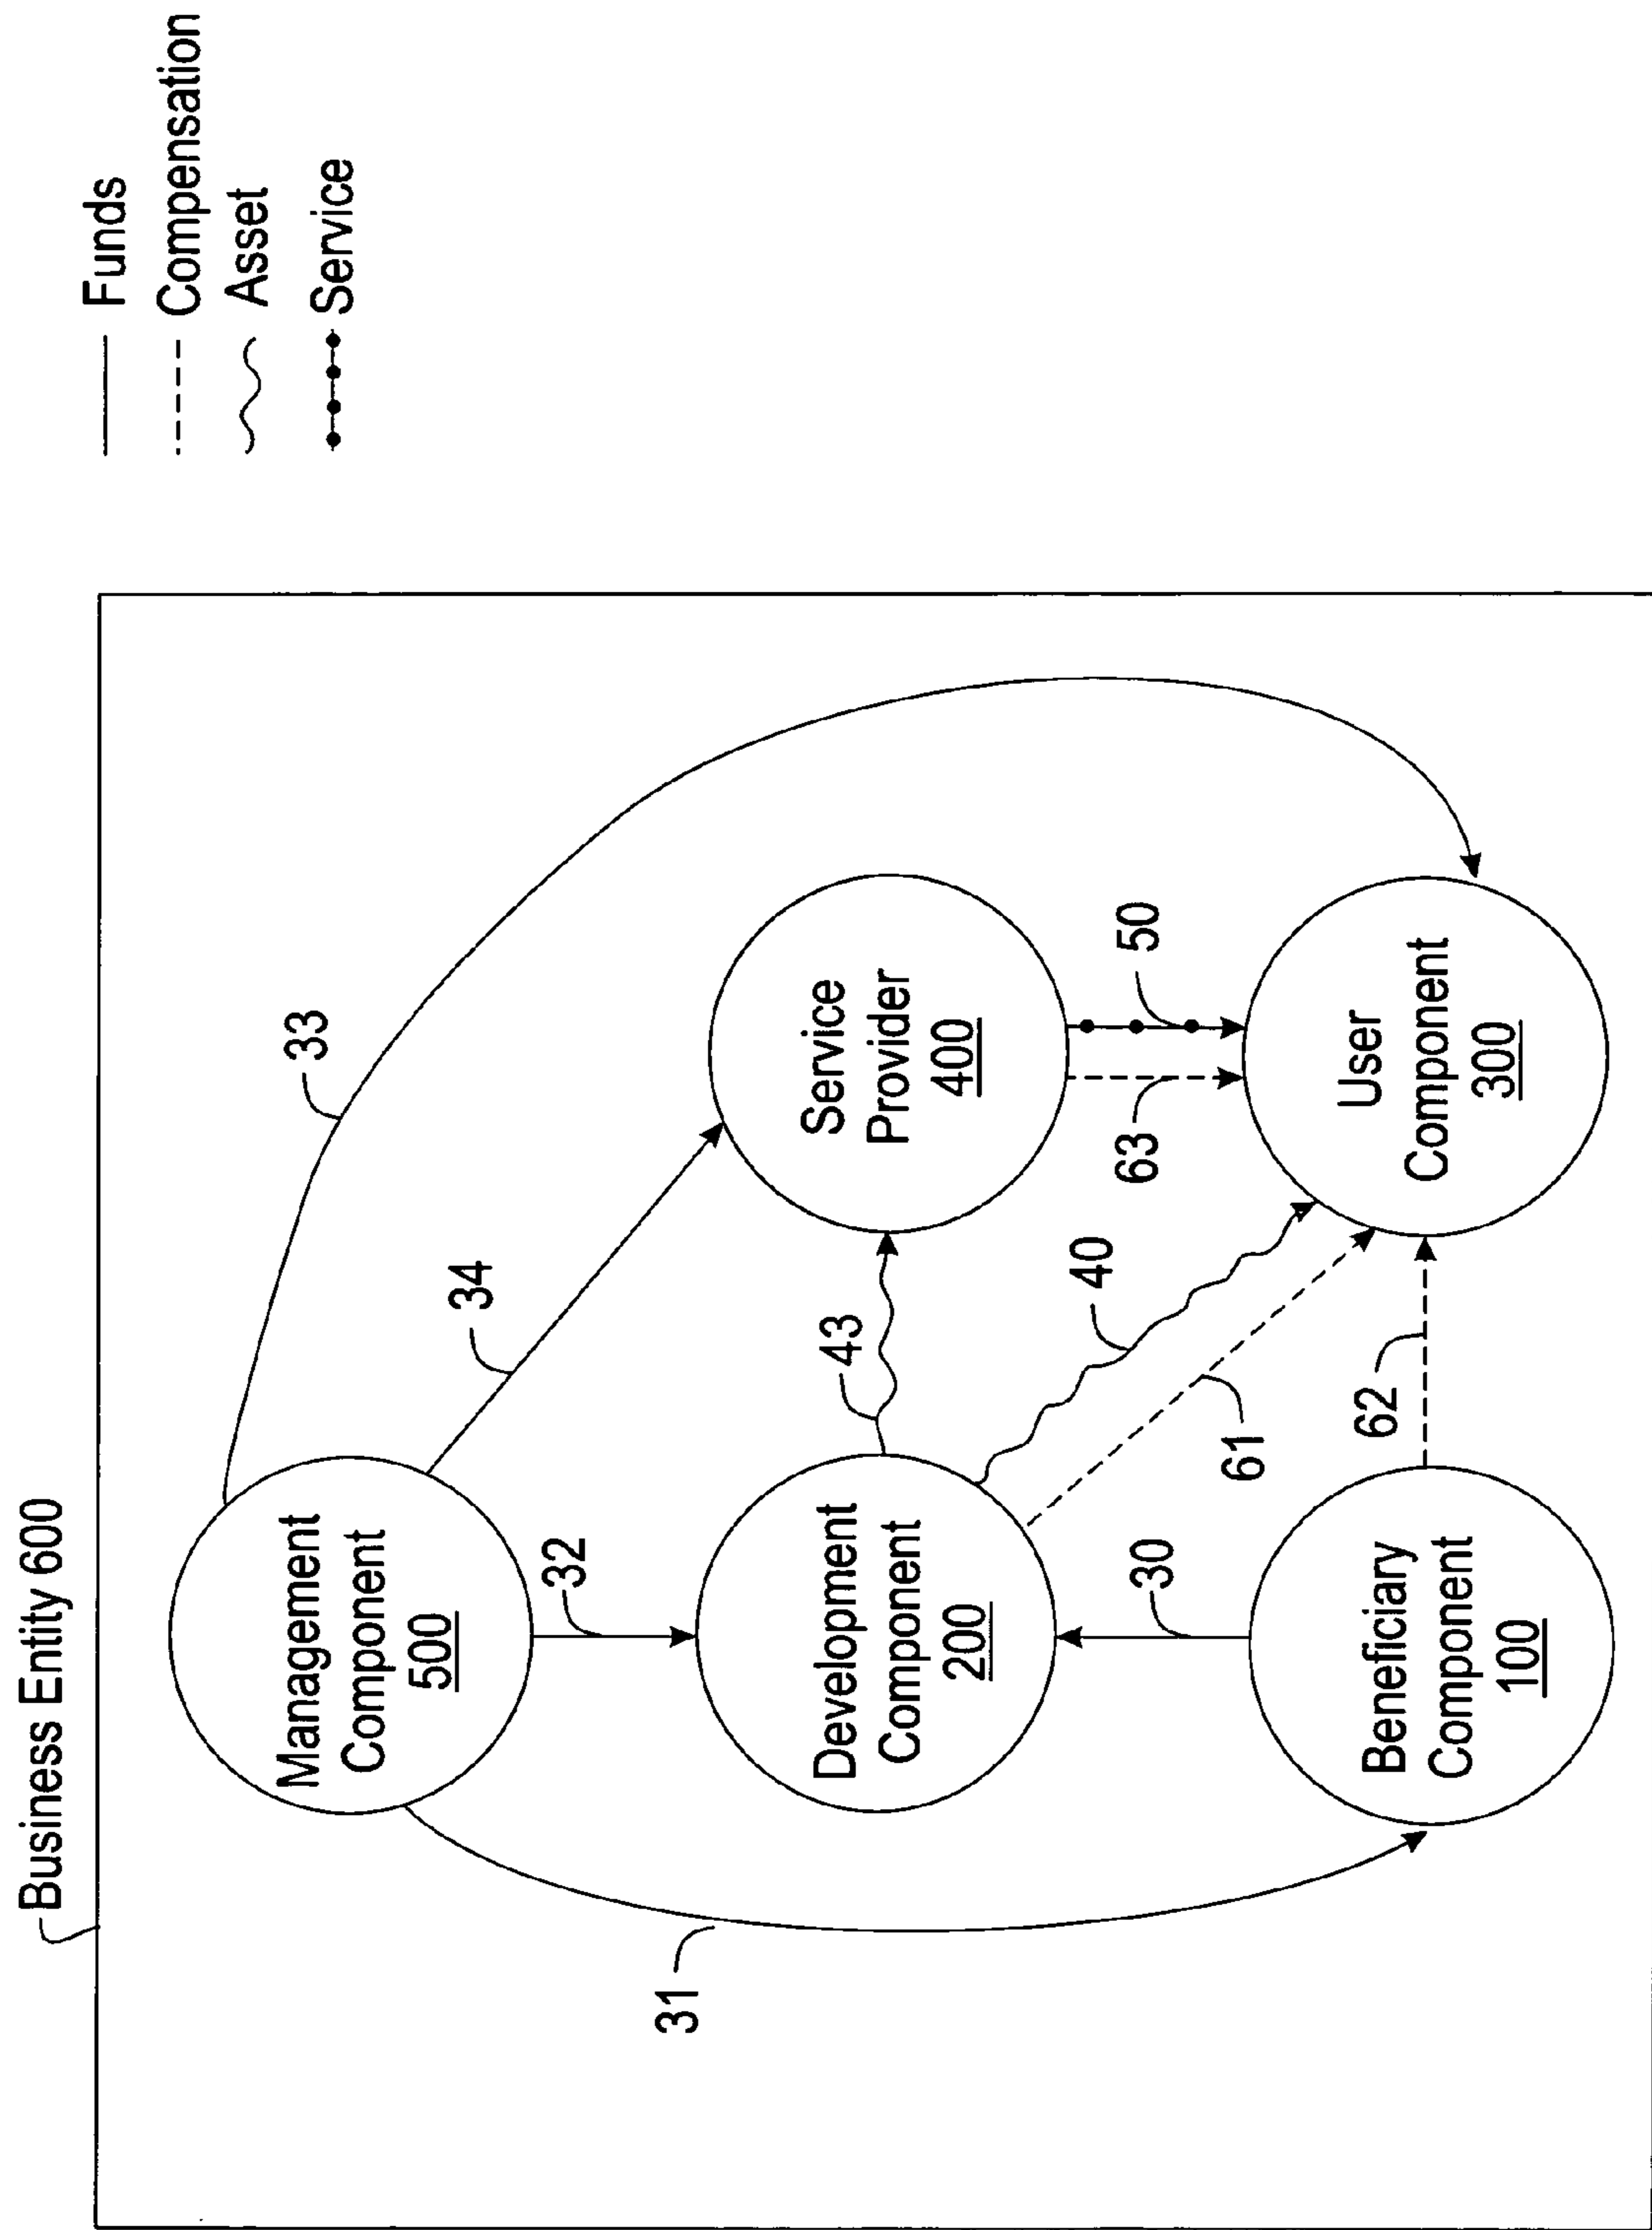 Business Entity 600
Funds
Compensation
Asset
Service
33
34
31
32
Management
Component
500
43
Service
Provider
400
Development
Component
200
40
61
63
50
30
62
Beneficiary
Component
100
User
Component
300